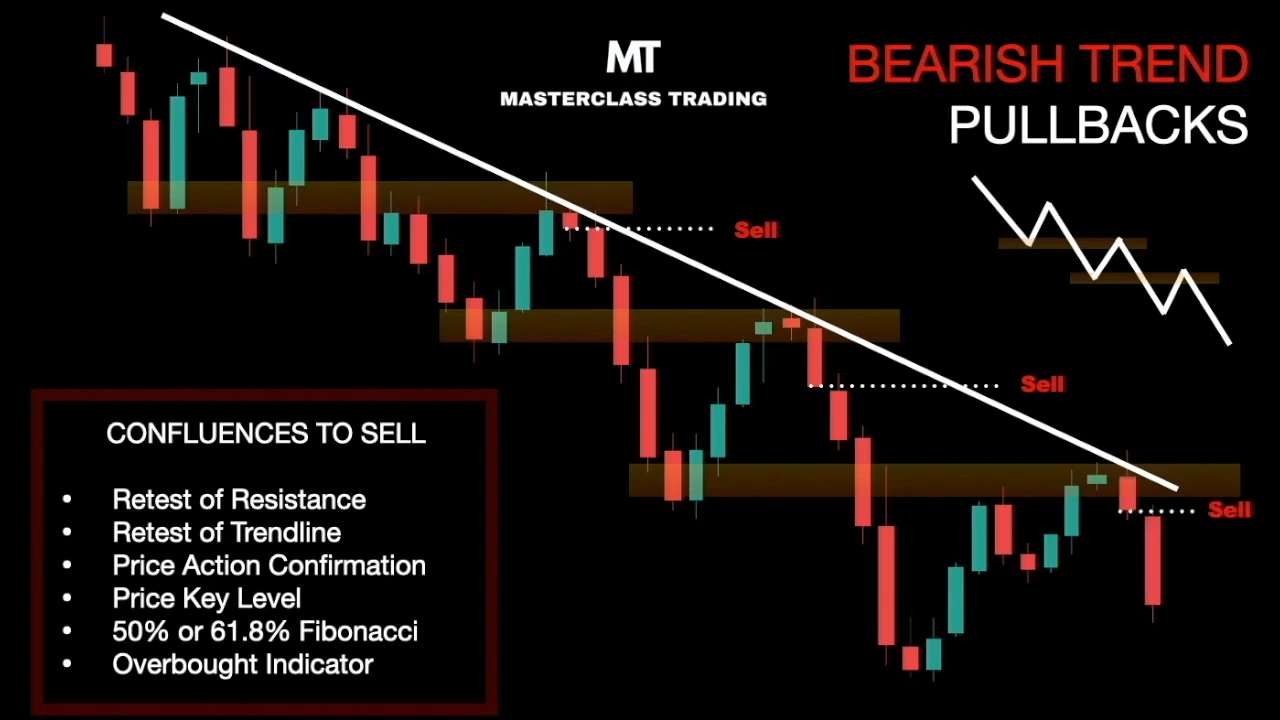 MT
MASTERCLASS TRADING
BEARISH TREND
PULLBACKS
Sell
Sell
Sell
CONFLUENCES TO SELL
• Retest of Resistance
• Retest of Trendline
• Price Action Confirmation
• Price Key Level
• 50% or 61.8% Fibonacci
• Overbought Indicator